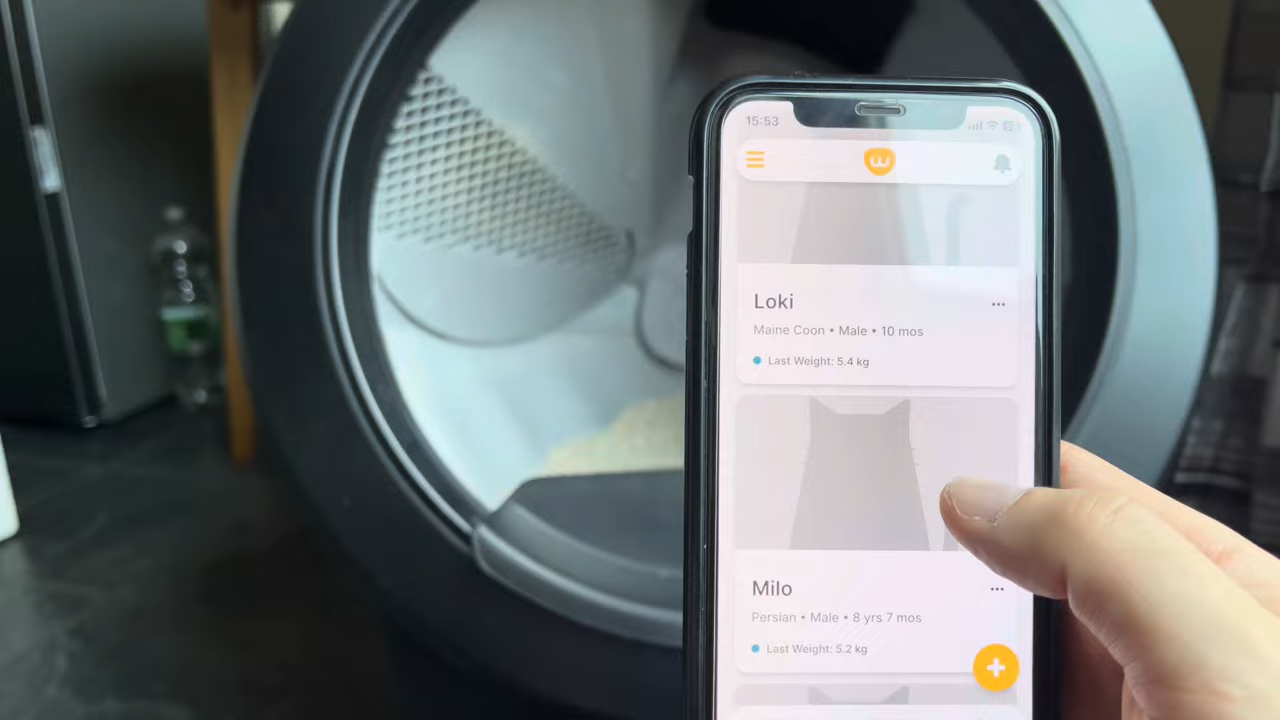 15:53
Loki
Maine Coon • Male • 10 mos
Last Weight: 5.4 kg
Milo
Persian • Male • 8 yrs 7 mos
Last Weight: 5.2 kg